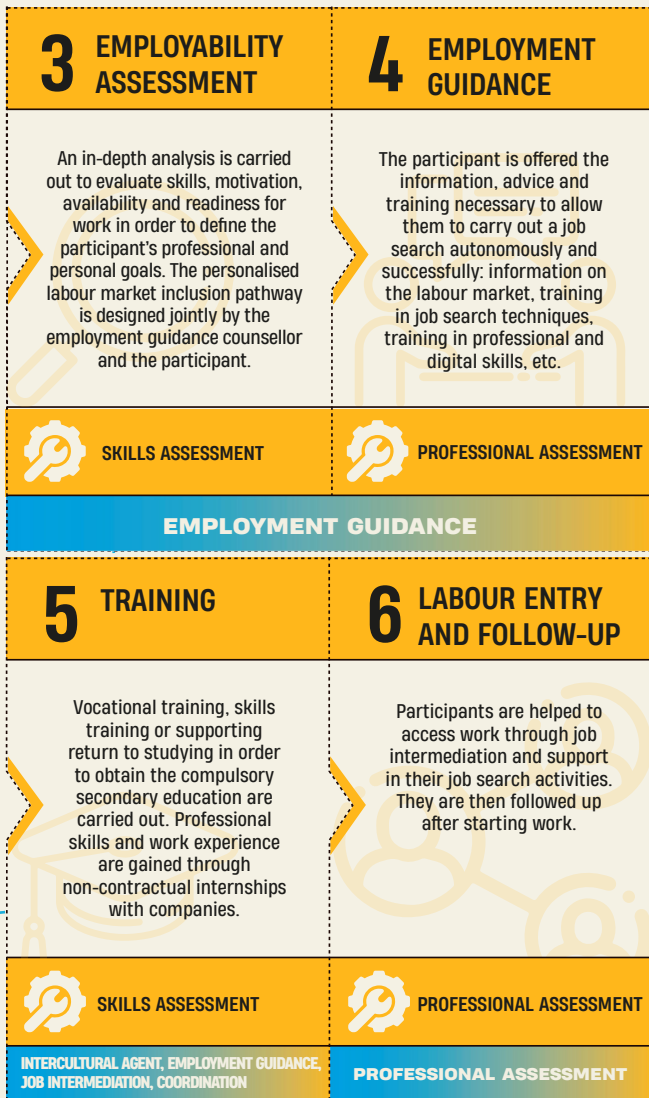 3
EMPLOYABILITY
ASSESSMENT
An in-depth analysis is carried
out to evaluate skills, motivation,
availability and readiness for
work in order to define the
participant's professional and
personal goals. The personalised
labour market inclusion pathway
is designed jointly by the
employment guidance counsellor
and the participant.
SKILLS ASSESSMENT
4
EMPLOYMENT
GUIDANCE
The participant is offered the
information, advice and
training necessary to allow
them to carry out a job
search autonomously and
successfully: information on
the labour market, training
in job search techniques,
training in professional and
digital skills, etc.
PROFESSIONAL ASSESSMENT
EMPLOYMENT GUIDANCE
5
TRAINING
Vocational training, skills
training or supporting
return to studying in order
to obtain the compulsory
secondary education are
carried out. Professional
skills and work experience
are gained through
non-contractual internships
with companies.
SKILLS ASSESSMENT
INTERCULTURAL AGENT, EMPLOYMENT GUIDANCE,
JOB INTERMEDIATION, COORDINATION
6
LABOUR ENTRY
AND FOLLOW-UP
Participants are helped to
access work through job
intermediation and support
in their job search activities.
They are then followed up
after starting work.
PROFESSIONAL ASSESSMENT
PROFESSIONAL ASSESSMENT